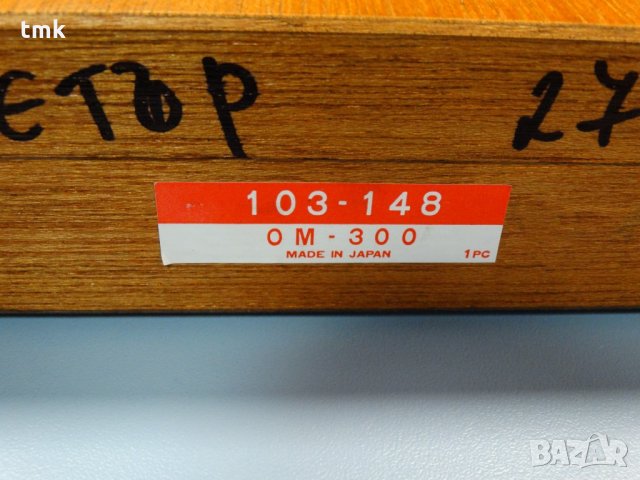 tmk
етър 27
103-148
OM-300
MADE IN JAPAN 1PC
BAZAR